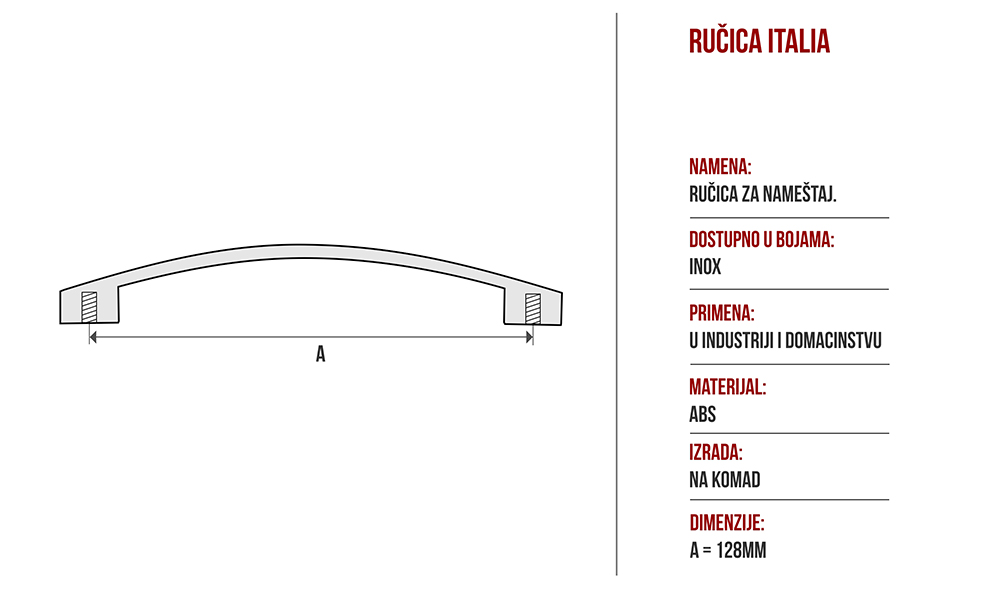 RUČICA ITALIA
NAMENA:
RUČICA ZA NAMEŠTAJ.
DOSTUPNO U BOJAMA:
INOX
PRIMENA:
U INDUSTRIJI I DOMACINSTVU
MATERIJAL:
ABS
IZRADA:
NA KOMAD
DIMENZIJE:
A = 128MM
A